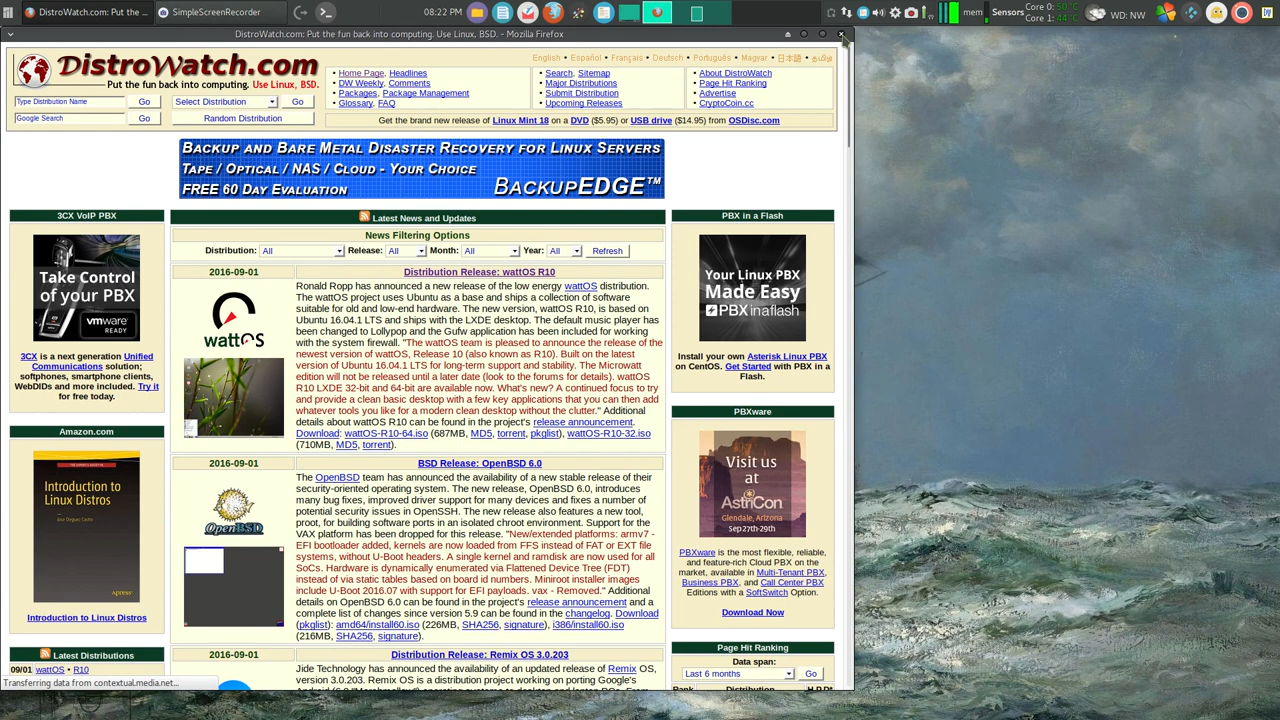 DistroWatch.com: Put the ...
SimpleScreenRecorder
08:22 PM
mem
Sensors
Core 0: 50°C
Core 1: 44°C
WD: NW
DistroWatch.com: Put the fun back into computing. Use Linux, BSD. - Mozilla Firefox
DistroWatch.com
Put the fun back into computing. Use Linux, BSD.
English - Español - Français - Deutsch - Português - Magyar - 日本語 - தமிழ்
• Home Page, Headlines
• DW Weekly, Comments
• Packages, Package Management
• Glossary, FAQ
• Search, Sitemap
• Major Distributions
• Submit Distribution
• Upcoming Releases
• About DistroWatch
• Page Hit Ranking
• Advertise
• CryptoCoin.cc
Type Distribution Name Go Select Distribution Go
Google Search Go Random Distribution
Get the brand new release of Linux Mint 18 on a DVD ($5.95) or USB drive ($14.95) from OSDisc.com
Backup and Bare Metal Disaster Recovery for Linux Servers
Tape / Optical / NAS / Cloud - Your Choice
FREE 60 Day Evaluation BackupEDGE™
3CX VoIP PBX
Take Control
of your PBX
vmware
READY
3CX is a next generation Unified
Communications solution;
softphones, smartphone clients,
WebDIDs and more included. Try it
for free today.
Amazon.com
Introduction to
Linux Distros
Apress
Introduction to Linux Distros
Latest Distributions
09/01 wattOS • R10
Latest News and Updates
News Filtering Options
Distribution: All Release: All Month: All Year: All Refresh
2016-09-01 Distribution Release: wattOS R10
wattOS
Ronald Ropp has announced a new release of the low energy wattOS distribution.
The wattOS project uses Ubuntu as a base and ships a collection of software
suitable for old and low-end hardware. The new version, wattOS R10, is based on
Ubuntu 16.04.1 LTS and ships with the LXDE desktop. The default music player has
been changed to Lollypop and the Gufw application has been included for working
with the system firewall. "The wattOS team is pleased to announce the release of the
newest version of wattOS, Release 10 (also known as R10). Built on the latest
version of Ubuntu 16.04.1 LTS for long-term support and stability. The Microwatt
edition will not be released until a later date (look to the forums for details). wattOS
R10 LXDE 32-bit and 64-bit are available now. What's new? A continued focus to try
and provide a clean basic desktop with a few key applications that you can then add
whatever tools you like for a modern clean desktop without the clutter." Additional
details about wattOS R10 can be found in the project's release announcement.
Download: wattOS-R10-64.iso (687MB, MD5, torrent, pkglist), wattOS-R10-32.iso
(710MB, MD5, torrent).
2016-09-01 BSD Release: OpenBSD 6.0
OpenBSD
The OpenBSD team has announced the availability of a new stable release of their
security-oriented operating system. The new release, OpenBSD 6.0, introduces
many bug fixes, improved driver support for many devices and fixes a number of
potential security issues in OpenSSH. The new release also features a new tool,
proot, for building software ports in an isolated chroot environment. Support for the
VAX platform has been dropped for this release. "New/extended platforms: armv7 -
EFI bootloader added, kernels are now loaded from FFS instead of FAT or EXT file
systems, without U-Boot headers. A single kernel and ramdisk are now used for all
SoCs. Hardware is dynamically enumerated via Flattened Device Tree (FDT)
instead of via static tables based on board id numbers. Miniroot installer images
include U-Boot 2016.07 with support for EFI payloads. vax - Removed." Additional
details on OpenBSD 6.0 can be found in the project's release announcement and a
complete list of changes since version 5.9 can be found in the changelog. Download
(pkglist): amd64/install60.iso (226MB, SHA256, signature), i386/install60.iso
(216MB, SHA256, signature).
2016-09-01 Distribution Release: Remix OS 3.0.203
Jide Technology has announced the availability of an updated release of Remix OS,
version 3.0.203. Remix OS is a distribution project working on porting Google's
PBX in a Flash
Your Linux PBX
Made Easy
PBX in a flash
Install your own Asterisk Linux PBX
on CentOS. Get Started with PBX in a
Flash.
PBXware
Visit us
at
AstriCon
Glendale, Arizona
Sep 27th-29th
PBXware is the most flexible, reliable,
and feature-rich Cloud PBX on the
market, available in Multi-Tenant PBX,
Business PBX, and Call Center PBX
Editions with a SoftSwitch Option.
Download Now
Page Hit Ranking
Data span:
Last 6 months Go
Rank Distribution H.P.D*
Transferring data from contextual.media.net...